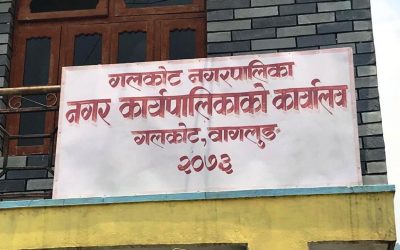 गलकोट नगरपालिका
नगर कार्यपालिकाको कार्यालय
गलकोट, वागलुङ
२०७३